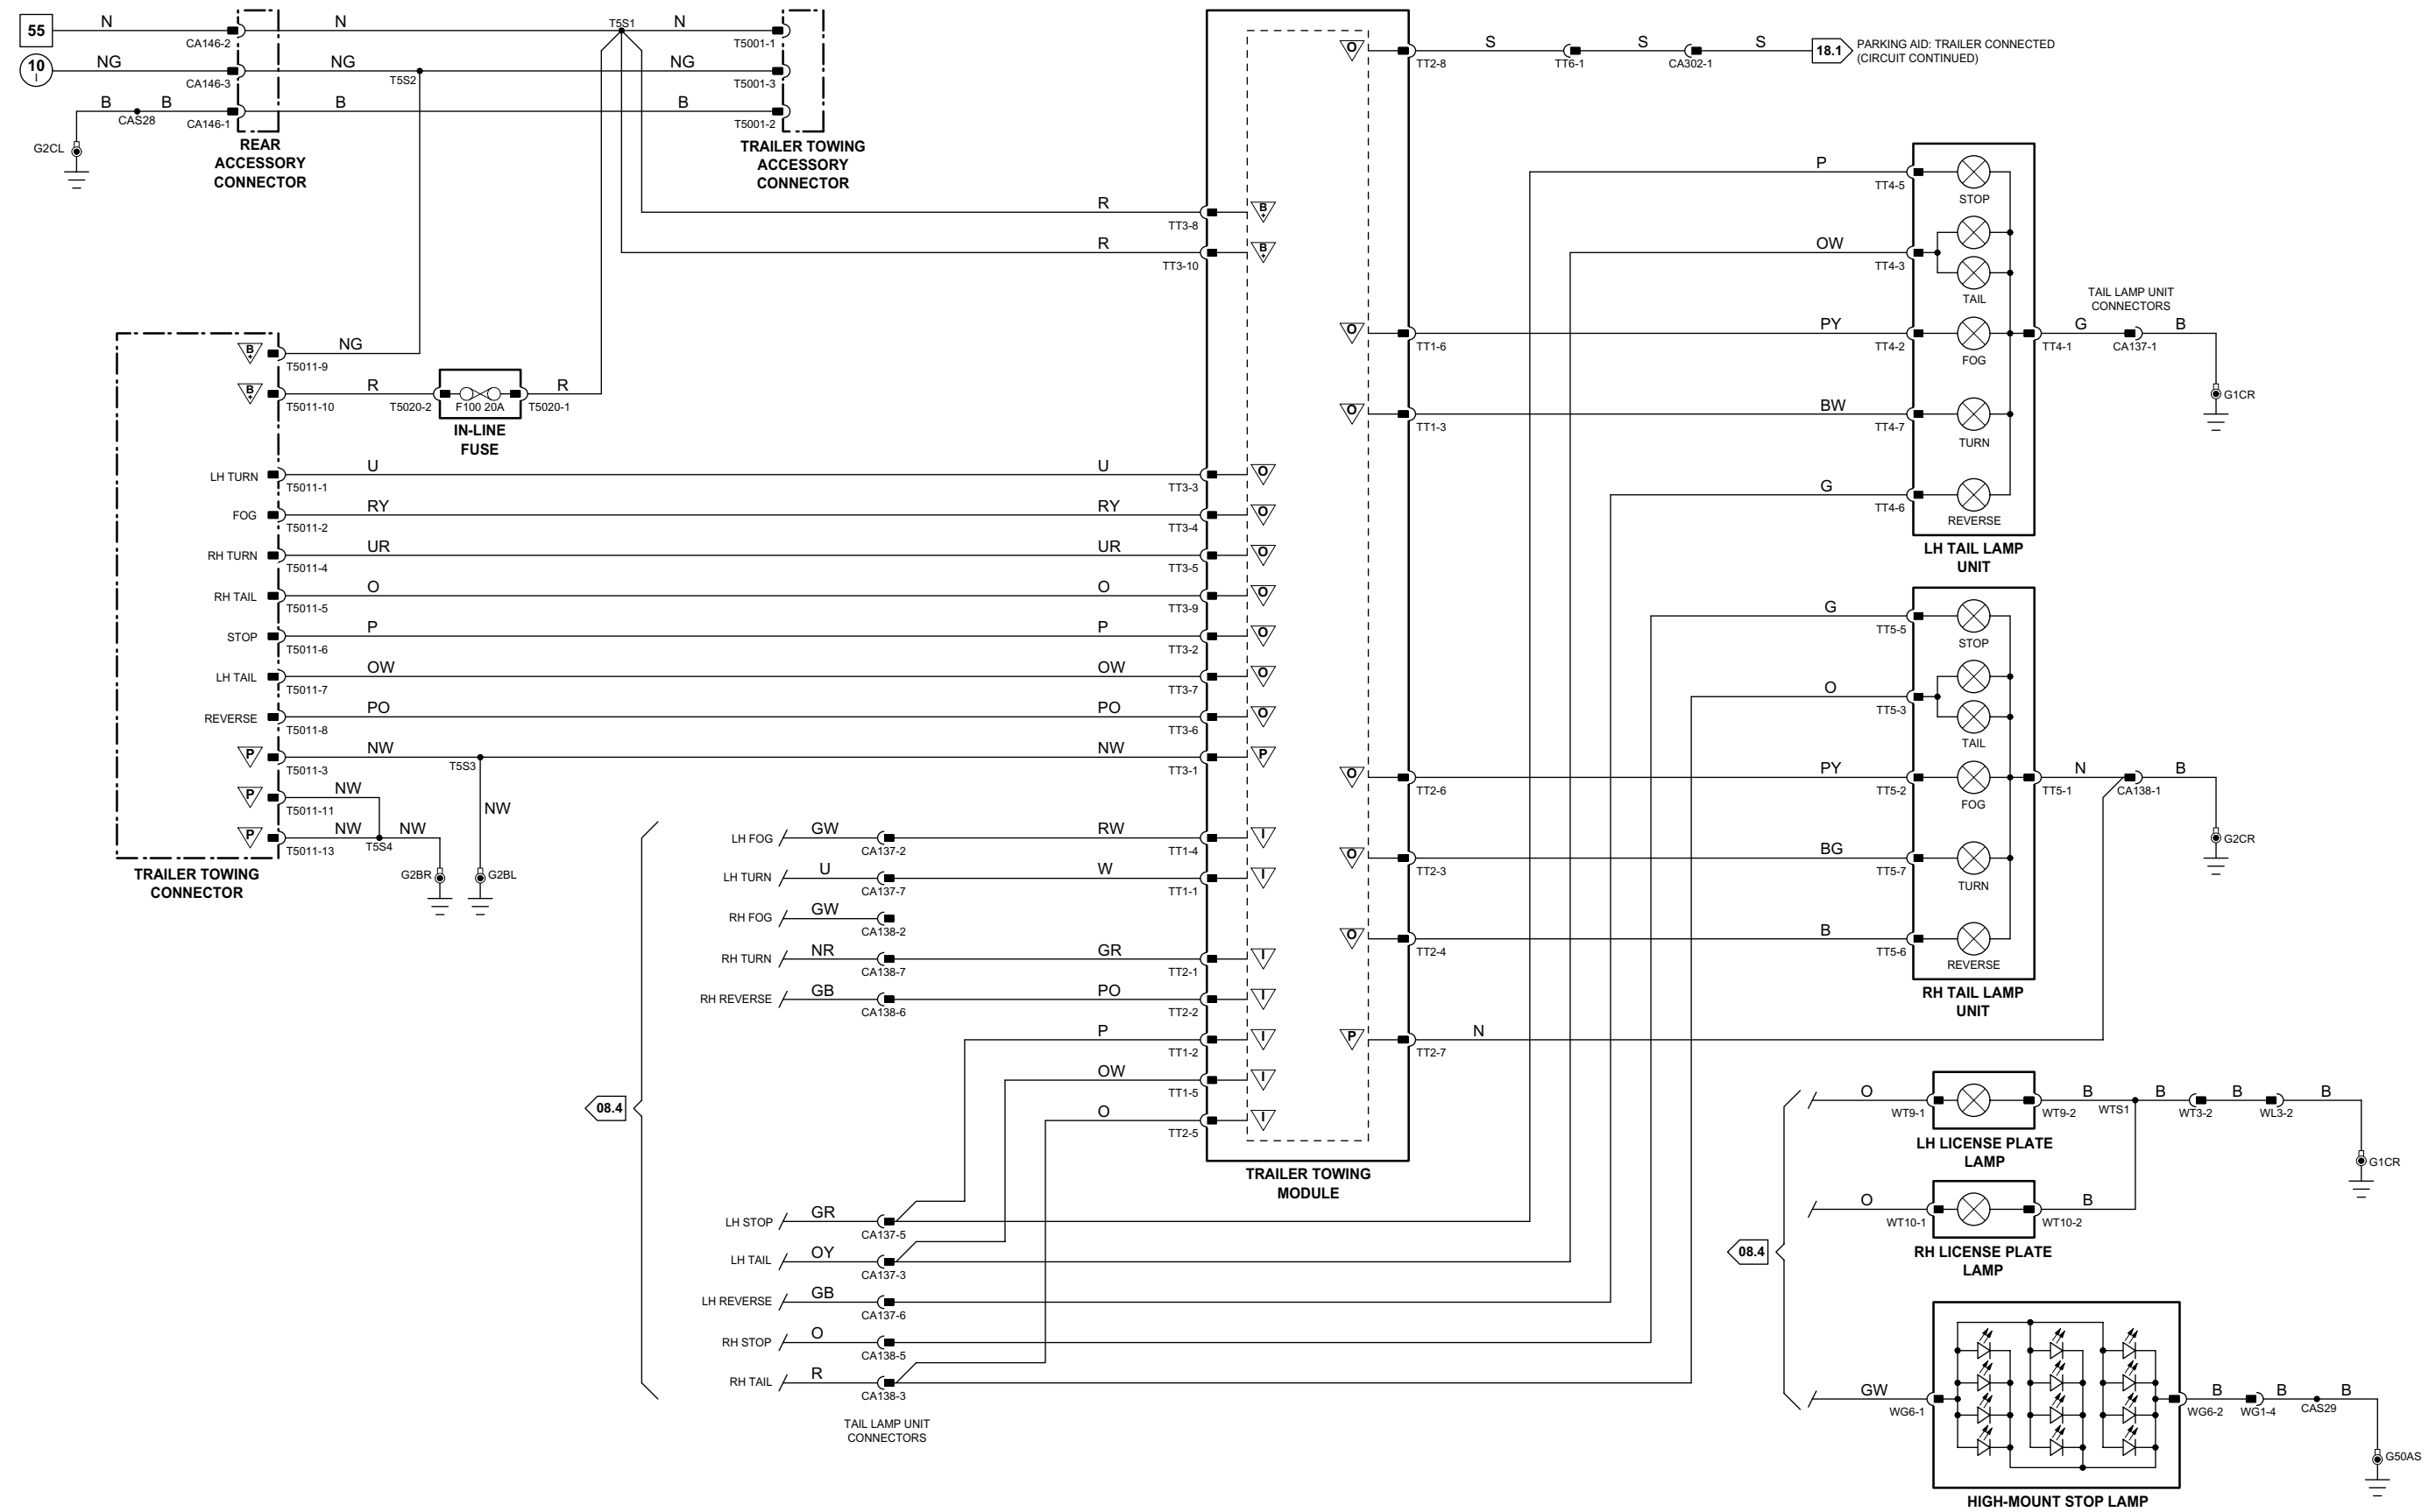 55
N
CA146-2
N
T5S1
N
T5001-1
10
I
NG
CA146-3
NG
T5S2
NG
T5001-3
B
CAS28
B
CA146-1
B
B
T5001-2
G2CL
REAR
ACCESSORY
CONNECTOR
TRAILER TOWING
ACCESSORY
CONNECTOR
O
TT2-8
S
TT6-1
S
CA302-1
S
18.1
PARKING AID: TRAILER CONNECTED
(CIRCUIT CONTINUED)
R
TT3-8
B
+
R
TT3-10
B
+
B
+
T5011-9
NG
B
+
T5011-10
R
T5020-2
F100 20A
T5020-1
R
IN-LINE
FUSE
LH TURN
T5011-1
U
U
TT3-3
O
FOG
T5011-2
RY
RY
TT3-4
O
RH TURN
T5011-4
UR
UR
TT3-5
O
RH TAIL
T5011-5
O
O
TT3-9
O
STOP
T5011-6
P
P
TT3-2
O
LH TAIL
T5011-7
OW
OW
TT3-7
O
REVERSE
T5011-8
PO
PO
TT3-6
O
P
T5011-3
NW
T5S3
NW
TT3-1
P
P
T5011-11
NW
NW
P
T5011-13
NW
T5S4
NW
G2BR
G2BL
TRAILER TOWING
CONNECTOR
08.4
LH FOG
GW
CA137-2
RW
TT1-4
I
LH TURN
U
CA137-7
W
TT1-1
I
RH FOG
GW
CA138-2
RH TURN
NR
CA138-7
GR
TT2-1
I
RH REVERSE
GB
CA138-6
PO
TT2-2
I
P
TT1-2
I
OW
TT1-5
I
O
TT2-5
I
TRAILER TOWING
MODULE
LH STOP
GR
CA137-5
LH TAIL
OY
CA137-3
LH REVERSE
GB
CA137-6
RH STOP
O
CA138-5
RH TAIL
R
CA138-3
TAIL LAMP UNIT
CONNECTORS
P
TT4-5
STOP
OW
TT4-3
TAIL
O
TT1-6
PY
TT4-2
FOG
TT4-1
G
TAIL LAMP UNIT
CONNECTORS
CA137-1
B
G1CR
O
TT1-3
BW
TT4-7
TURN
G
TT4-6
REVERSE
LH TAIL LAMP
UNIT
G
TT5-5
STOP
O
TT5-3
TAIL
O
TT2-6
PY
TT5-2
FOG
TT5-1
N
CA138-1
B
G2CR
O
TT2-3
BG
TT5-7
TURN
O
TT2-4
B
TT5-6
REVERSE
RH TAIL LAMP
UNIT
P
TT2-7
N
08.4
O
WT9-1
WT9-2
B
WTS1
B
WT3-2
B
WL3-2
B
G1CR
LH LICENSE PLATE
LAMP
O
WT10-1
WT10-2
B
RH LICENSE PLATE
LAMP
GW
WG6-1
WG6-2
B
WG1-4
B
CAS29
B
G50AS
HIGH-MOUNT STOP LAMP